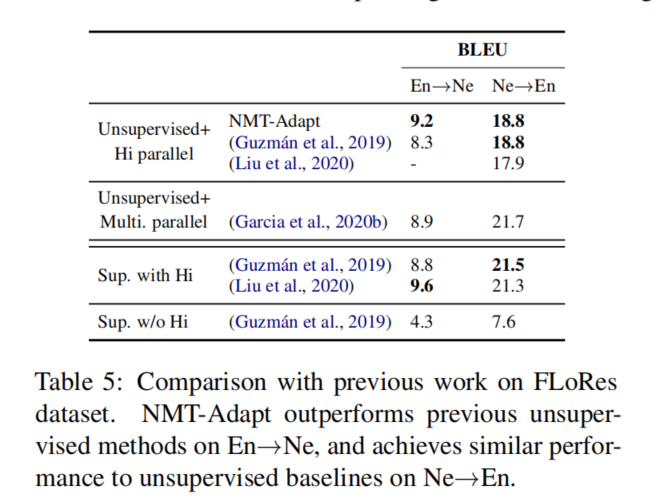 BLEU
En→Ne Ne→En
Unsupervised+ Hi parallel NMT-Adapt 9.2 18.8
(Guzmán et al., 2019) 8.3 18.8
(Liu et al., 2020) - 17.9
Unsupervised+
Multi. parallel (Garcia et al., 2020b) 8.9 21.7
Sup. with Hi (Guzmán et al., 2019) 8.8 21.5
(Liu et al., 2020) 9.6 21.3
Sup. w/o Hi (Guzmán et al., 2019) 4.3 7.6
Table 5: Comparison with previous work on FLoRes
dataset. NMT-Adapt outperforms previous unsuper-
vised methods on En→Ne, and achieves similar perfor-
mance to unsupervised baselines on Ne→En.